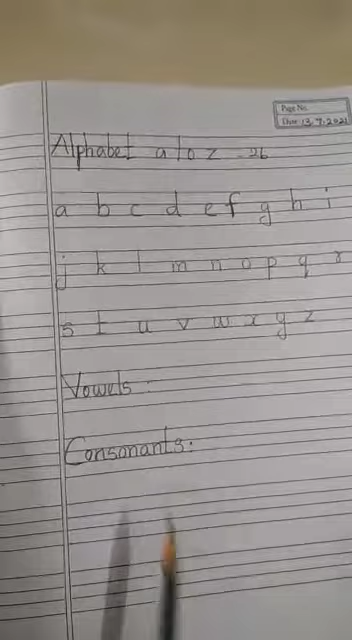 Page No.
Date 13.7.2021
Alphabet a to z - 26
a b c d e f g h i
j k l m n o p q r
s t u v w x y z
Vowels :
Consonants :